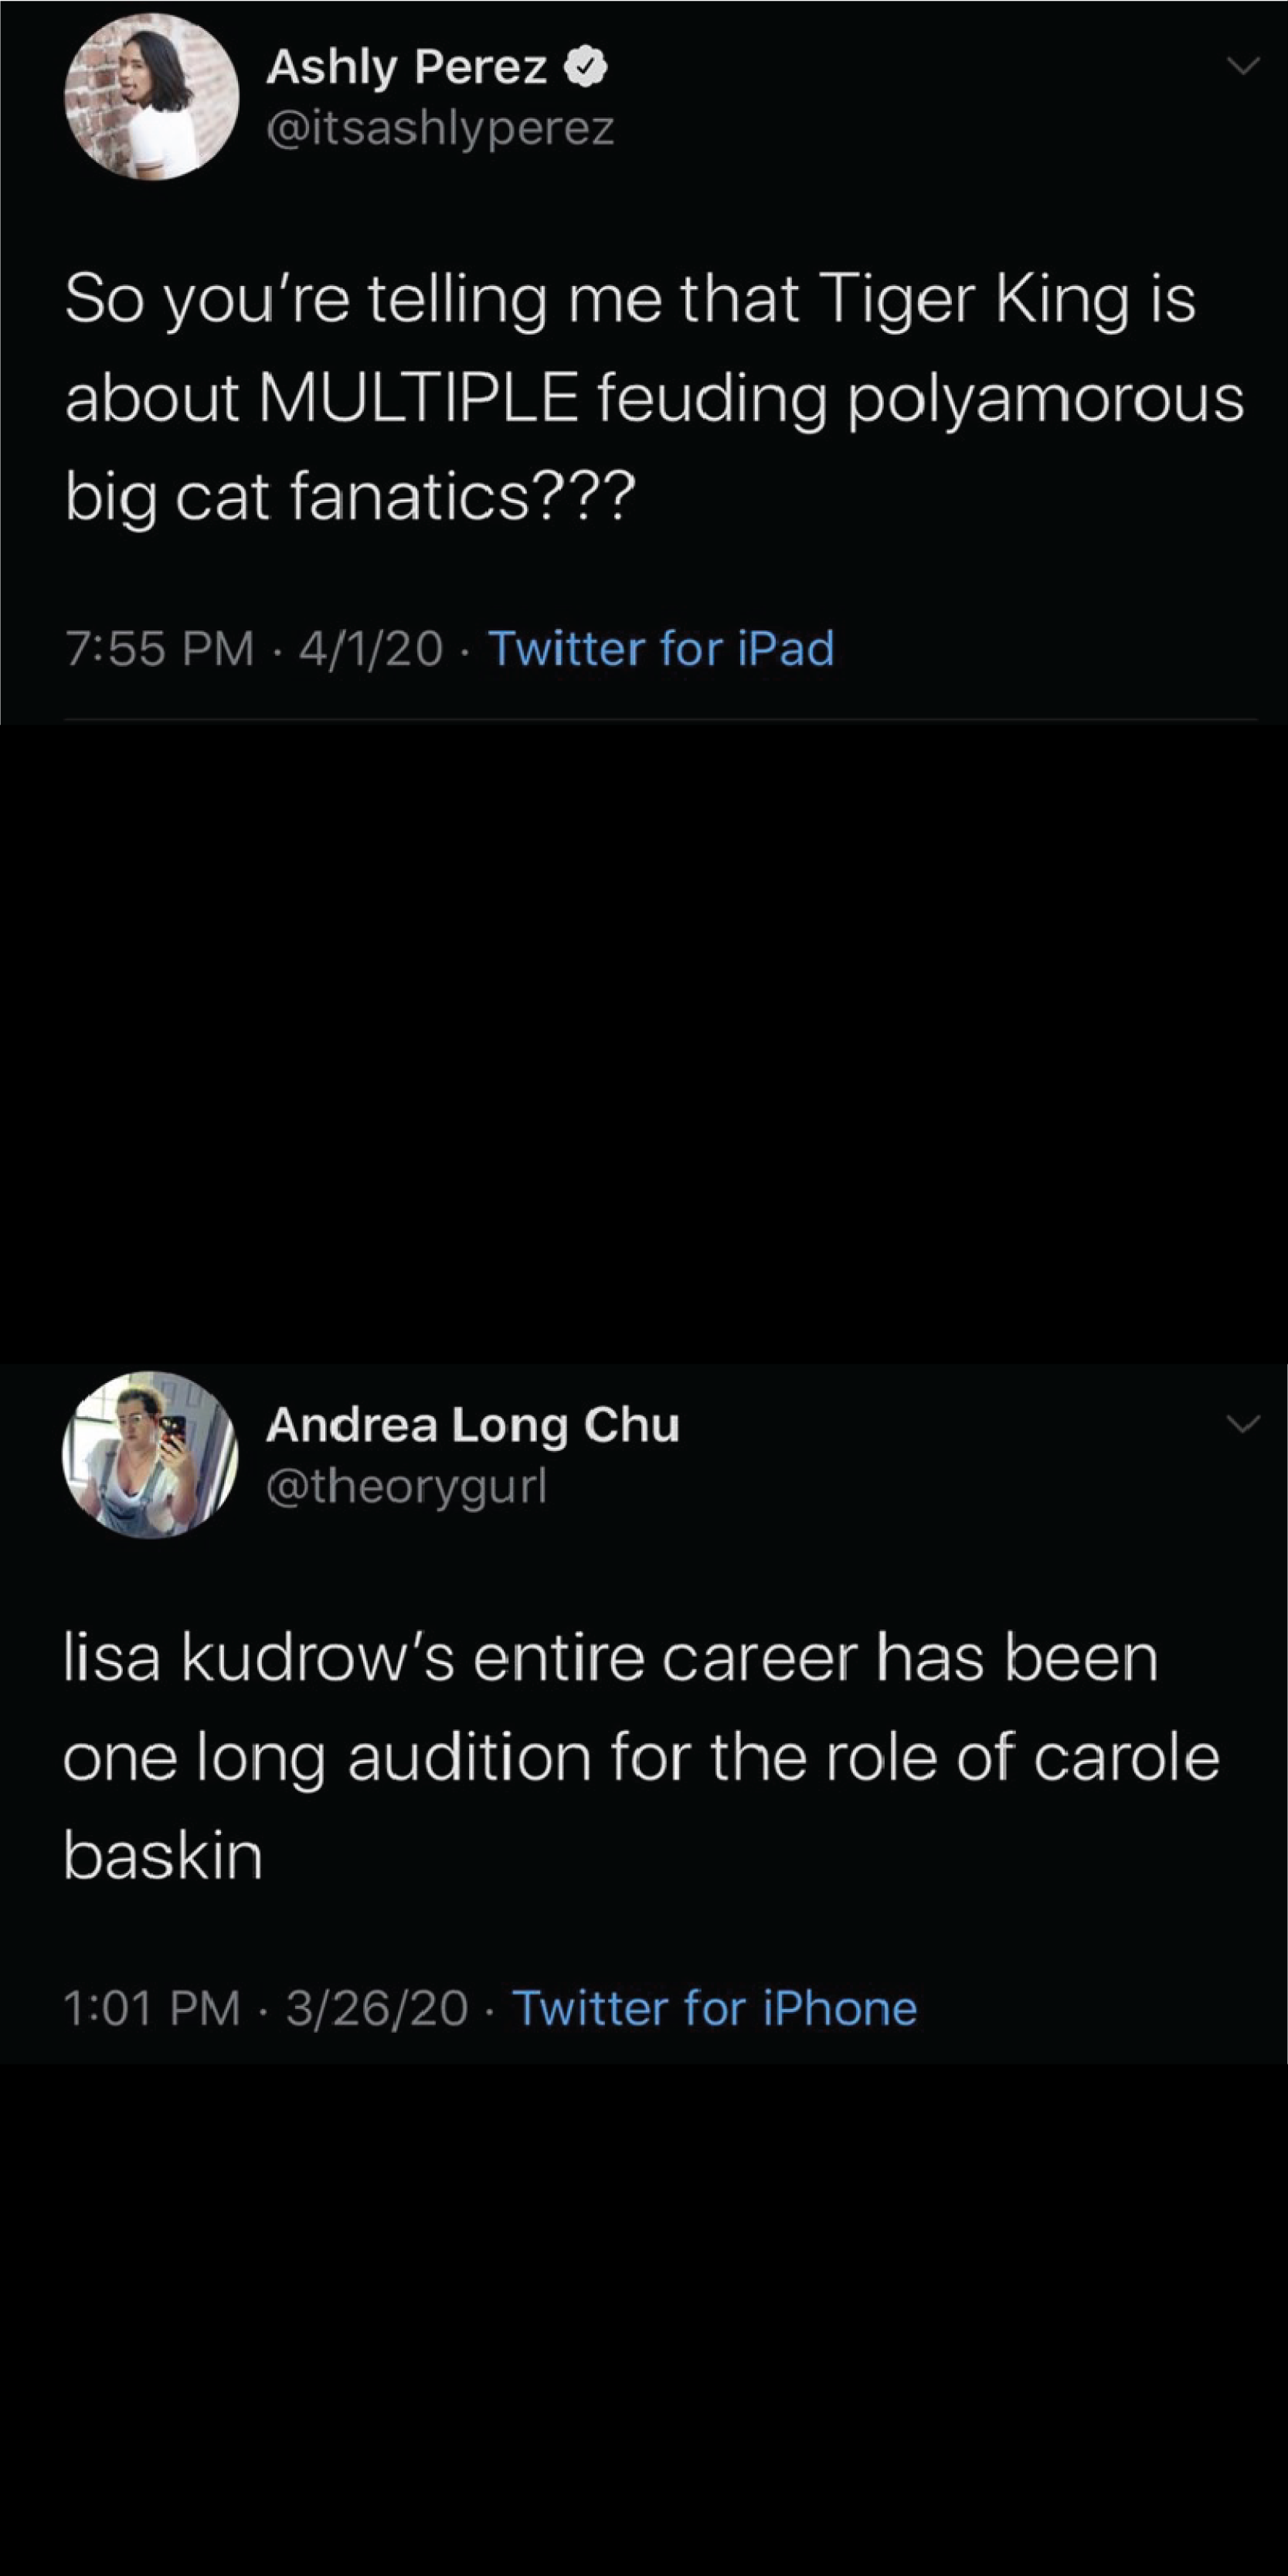 Ashly Perez
@itsashlyperez
So you’re telling me that Tiger King is
about MULTIPLE feuding polyamorous
big cat fanatics???
7:55 PM · 4/1/20 · Twitter for iPad
Andrea Long Chu
@theorygurl
lisa kudrow’s entire career has been
one long audition for the role of carole
baskin
1:01 PM · 3/26/20 · Twitter for iPhone